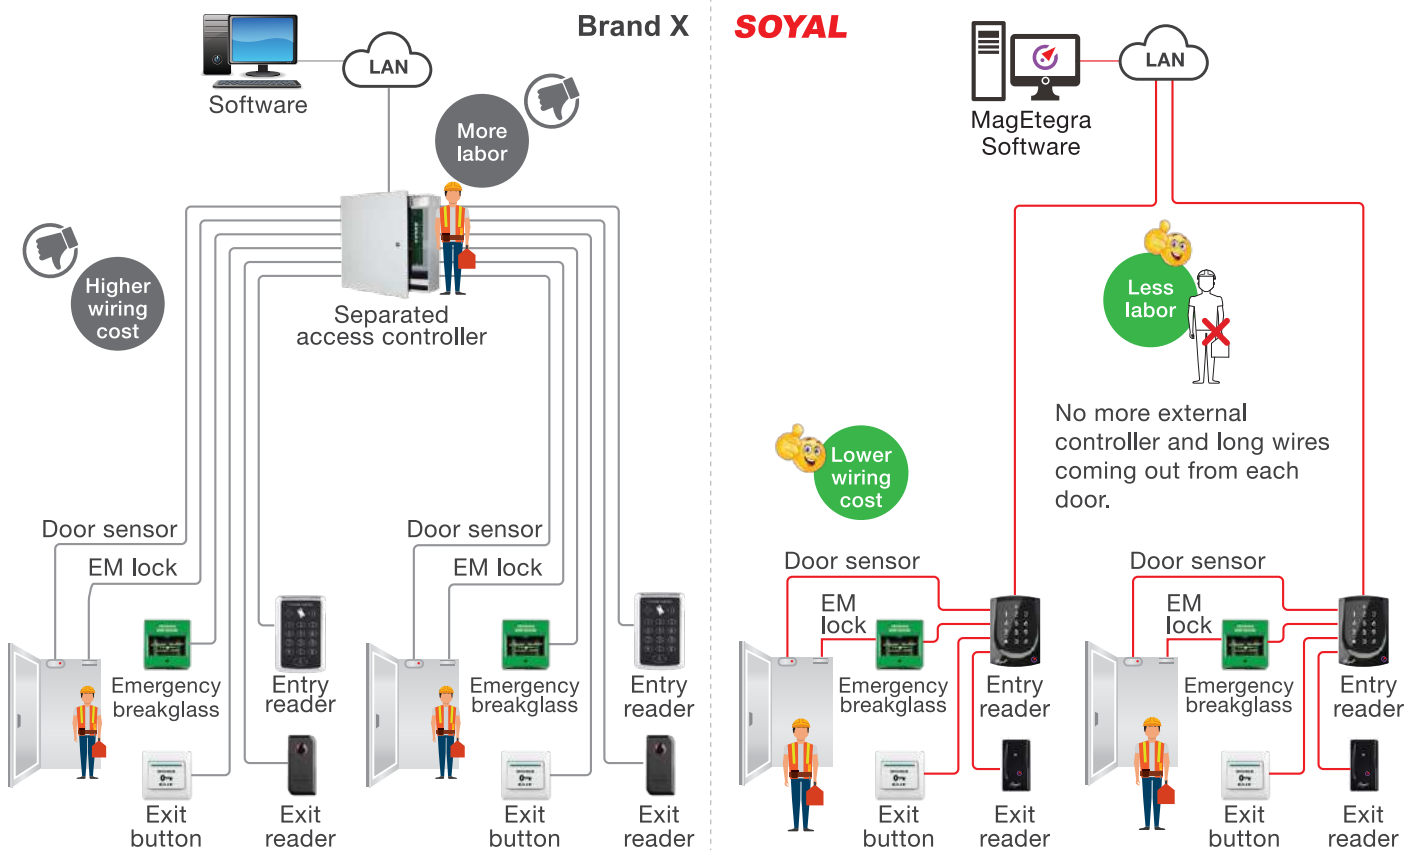 Brand X
LAN
Software
More
labor
Higher
wiring
cost
Separated
access controller
Door sensor
EM lock
Emergency
breakglass
Entry
reader
Exit
button
Exit
reader
Door sensor
EM lock
Emergency
breakglass
Entry
reader
Exit
button
Exit
reader
SOYAL
LAN
MagEtegra
Software
Less
labor
No more external
controller and long wires
coming out from each
door.
Lower
wiring
cost
Door sensor
EM
lock
Emergency
breakglass
Entry
reader
Exit
button
Exit
reader
Door sensor
EM
lock
Emergency
breakglass
Entry
reader
Exit
button
Exit
reader